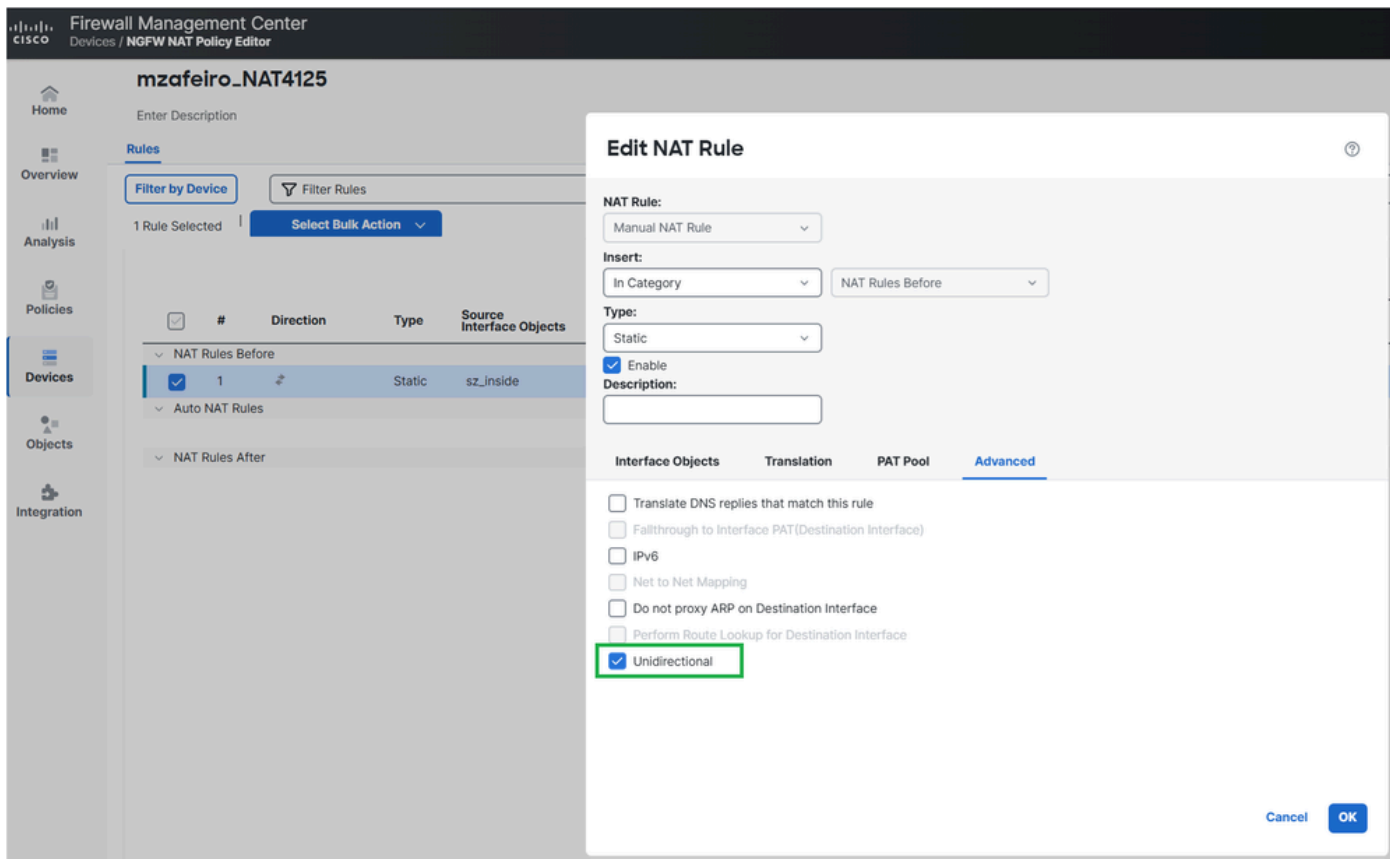 Firewall Management Center
CISCO Devices / NGFW NAT Policy Editor
mzafeiro_NAT4125
Enter Description
Home
Overview
Analysis
Policies
Devices
Objects
Integration
Rules
Filter by Device Filter Rules
1 Rule Selected Select Bulk Action
# Direction Type Source Interface Objects
NAT Rules Before
1 Static sz_inside
Auto NAT Rules
NAT Rules After
Edit NAT Rule
NAT Rule:
Manual NAT Rule
Insert:
In Category NAT Rules Before
Type:
Static
Enable
Description:
Interface Objects Translation PAT Pool Advanced
Translate DNS replies that match this rule
Fallthrough to Interface PAT(Destination Interface)
IPv6
Net to Net Mapping
Do not proxy ARP on Destination Interface
Perform Route Lookup for Destination Interface
Unidirectional
Cancel OK